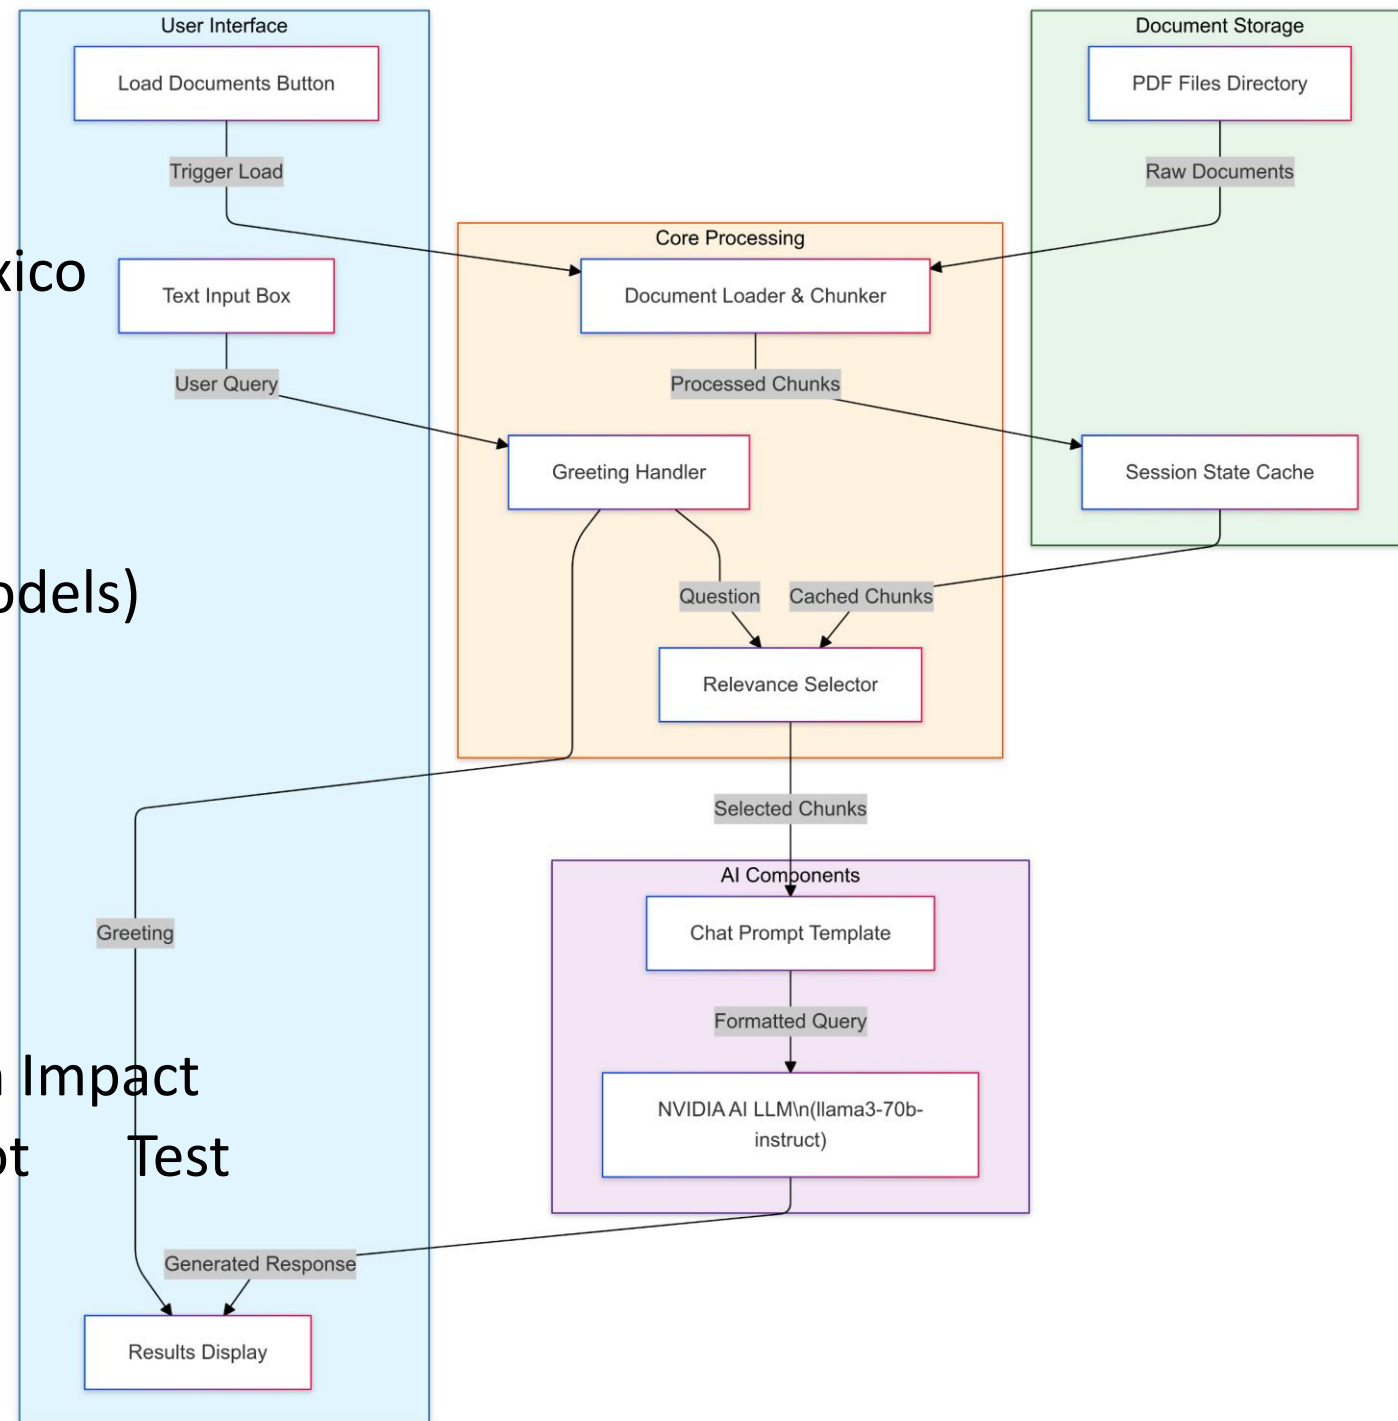 User Interface
Document Storage
Load Documents Button
PDF Files Directory
Trigger Load
Raw Documents
Core Processing
xico
Text Input Box
Document Loader & Chunker
User Query
Processed Chunks
Greeting Handler
Session State Cache
odels)
Question
Cached Chunks
Relevance Selector
Selected Chunks
AI Components
Greeting
Chat Prompt Template
Formatted Query
Impact
NVIDIA AI LLM\n(llama3-70b-
instruct)
ot Test
Generated Response
Results Display